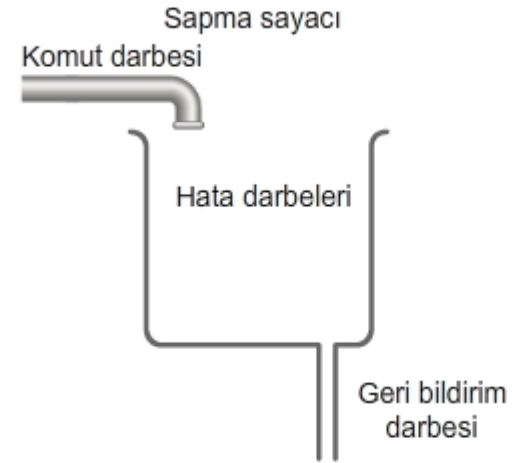 Sapma sayacı
Komut darbesi
Hata darbeleri
Geri bildirim
darbesi